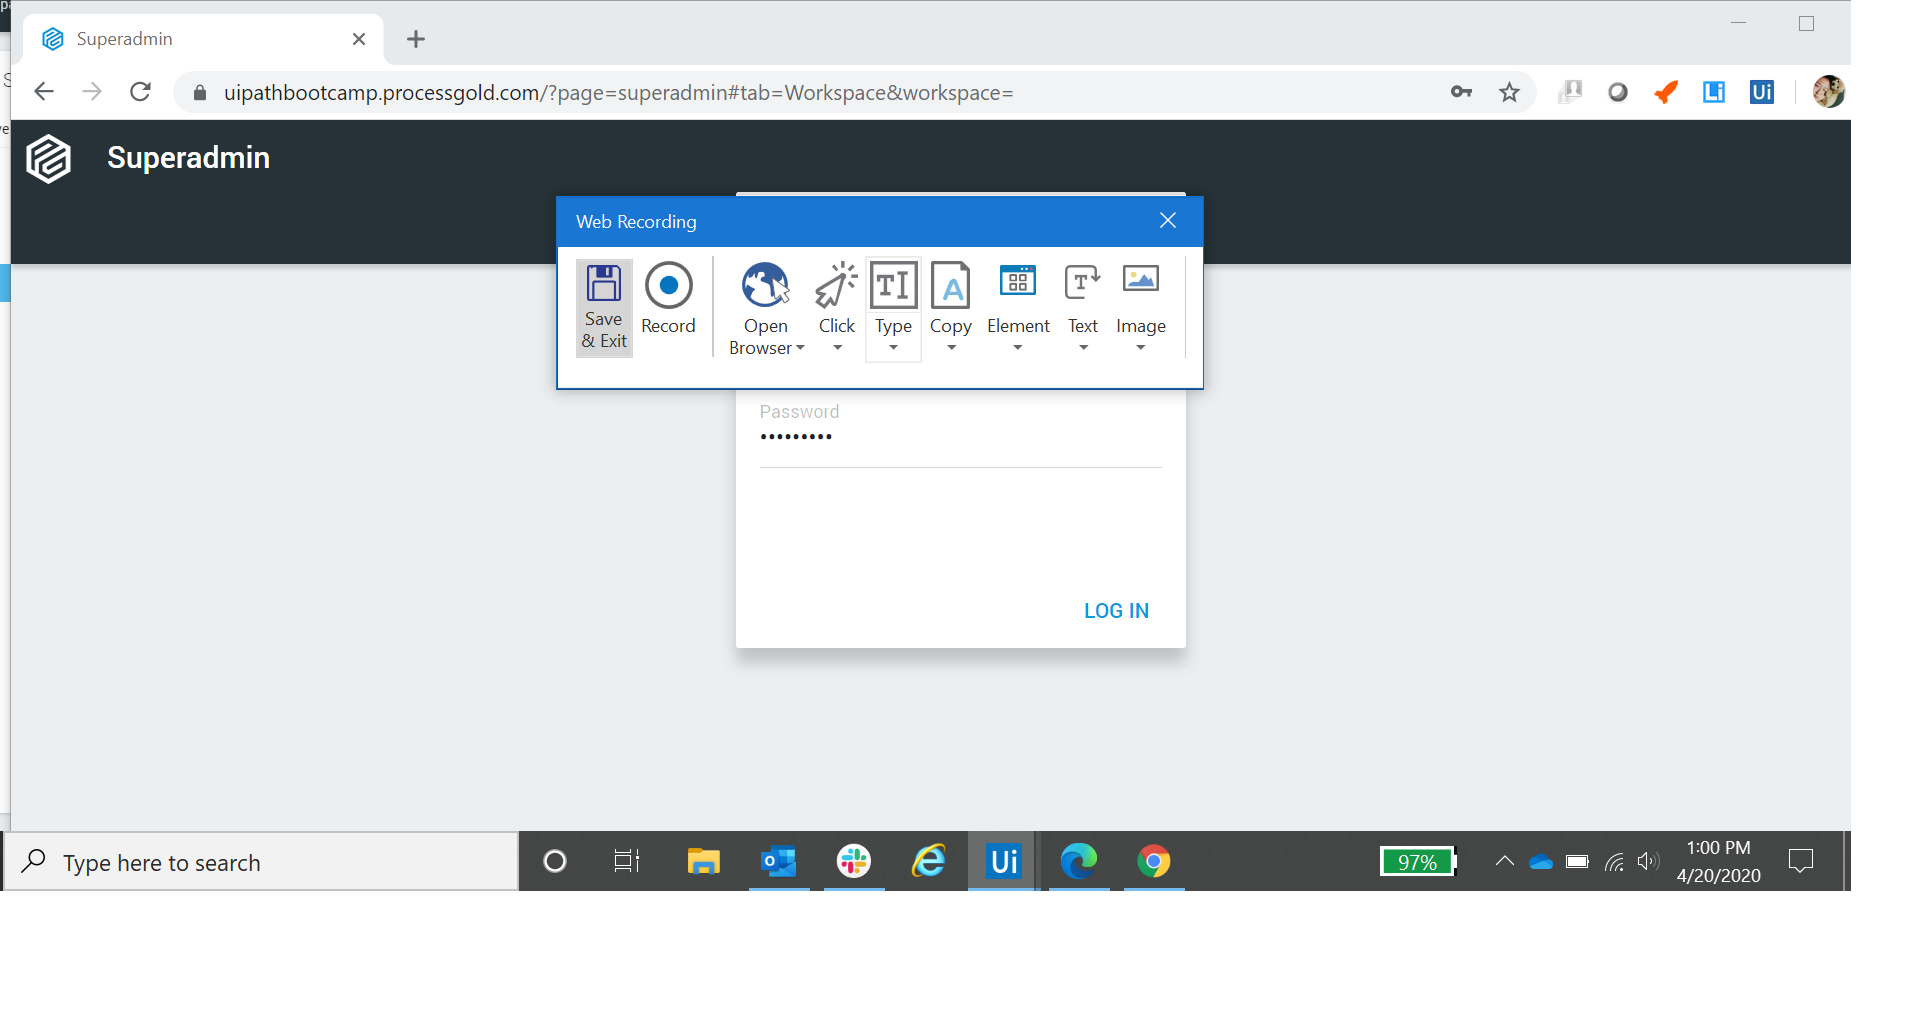 Superadmin
uipathbootcamp.processgold.com/?page=superadmin#tab=Workspace&workspace=
Superadmin
Web Recording
Save & Exit
Record
Open Browser
Click
Type
Copy
Element
Text
Image
Password
•••••••••
LOG IN
Type here to search
97%
1:00 PM
4/20/2020